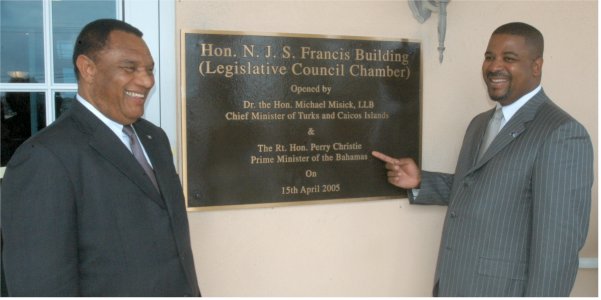 Hon. N. J. S. Francis Building
(Legislative Council Chamber)
Opened by
Dr. the Hon. Michael Misick, LLB
Chief Minister of Turks and Caicos Islands
&
The Rt. Hon. Perry Christie
Prime Minister of the Bahamas
On
15th April 2005